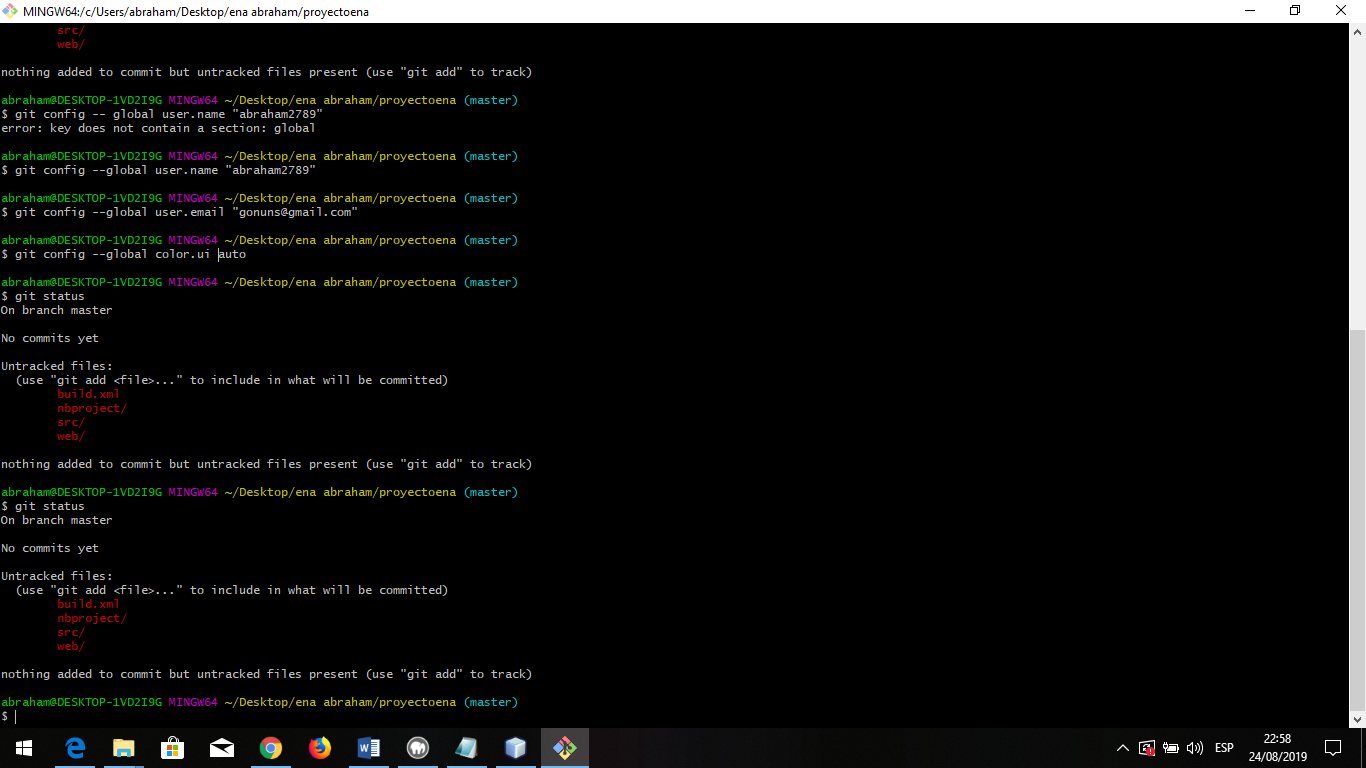 MINGW64:/c/Users/abraham/Desktop/ena abraham/proyectoena
src/
web/
nothing added to commit but untracked files present (use "git add" to track)
abraham@DESKTOP-1VD2I9G MINGW64 ~/Desktop/ena abraham/proyectoena (master)
$ git config -- global user.name "abraham2789"
error: key does not contain a section: global
abraham@DESKTOP-1VD2I9G MINGW64 ~/Desktop/ena abraham/proyectoena (master)
$ git config --global user.name "abraham2789"
abraham@DESKTOP-1VD2I9G MINGW64 ~/Desktop/ena abraham/proyectoena (master)
$ git config --global user.email "gonuns@gmail.com"
abraham@DESKTOP-1VD2I9G MINGW64 ~/Desktop/ena abraham/proyectoena (master)
$ git config --global color.ui auto
abraham@DESKTOP-1VD2I9G MINGW64 ~/Desktop/ena abraham/proyectoena (master)
$ git status
On branch master
No commits yet
Untracked files:
(use "git add <file>..." to include in what will be committed)
build.xml
nbproject/
src/
web/
nothing added to commit but untracked files present (use "git add" to track)
abraham@DESKTOP-1VD2I9G MINGW64 ~/Desktop/ena abraham/proyectoena (master)
$ git status
On branch master
No commits yet
Untracked files:
(use "git add <file>..." to include in what will be committed)
build.xml
nbproject/
src/
web/
nothing added to commit but untracked files present (use "git add" to track)
abraham@DESKTOP-1VD2I9G MINGW64 ~/Desktop/ena abraham/proyectoena (master)
$
ESP
22:58
24/08/2019